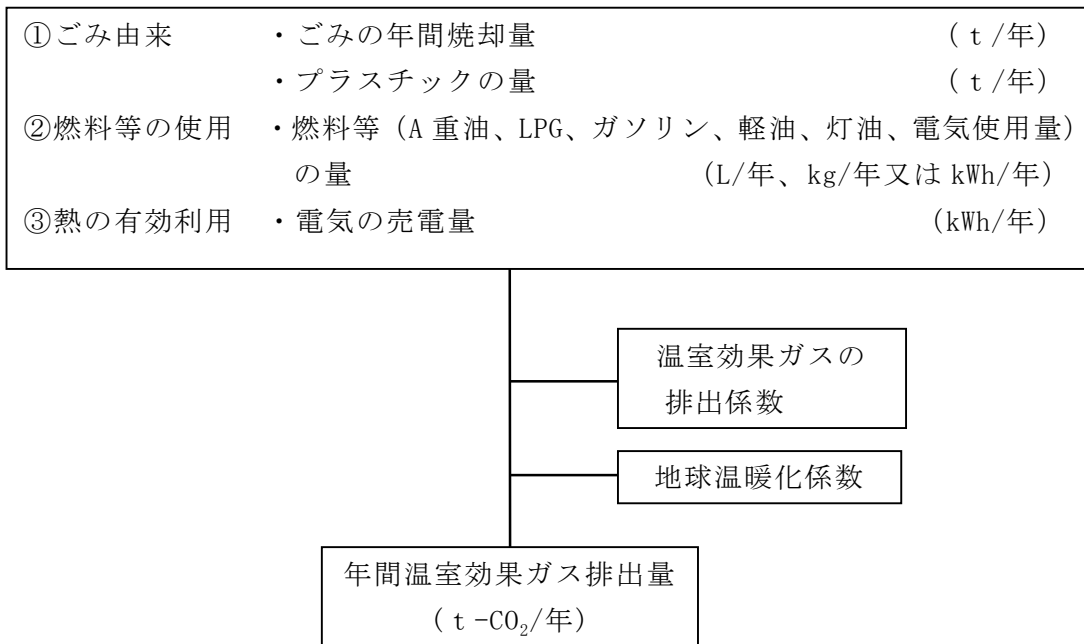 ①ごみ由来 ・ごみの年間焼却量 (t/年)
・プラスチックの量 (t/年)
②燃料等の使用 ・燃料等（A重油、LPG、ガソリン、軽油、灯油、電気使用量）
の量 (L/年、kg/年又はkWh/年)
③熱の有効利用 ・電気の売電量 (kWh/年)
温室効果ガスの
排出係数
地球温暖化係数
年間温室効果ガス排出量
(t-CO₂/年)